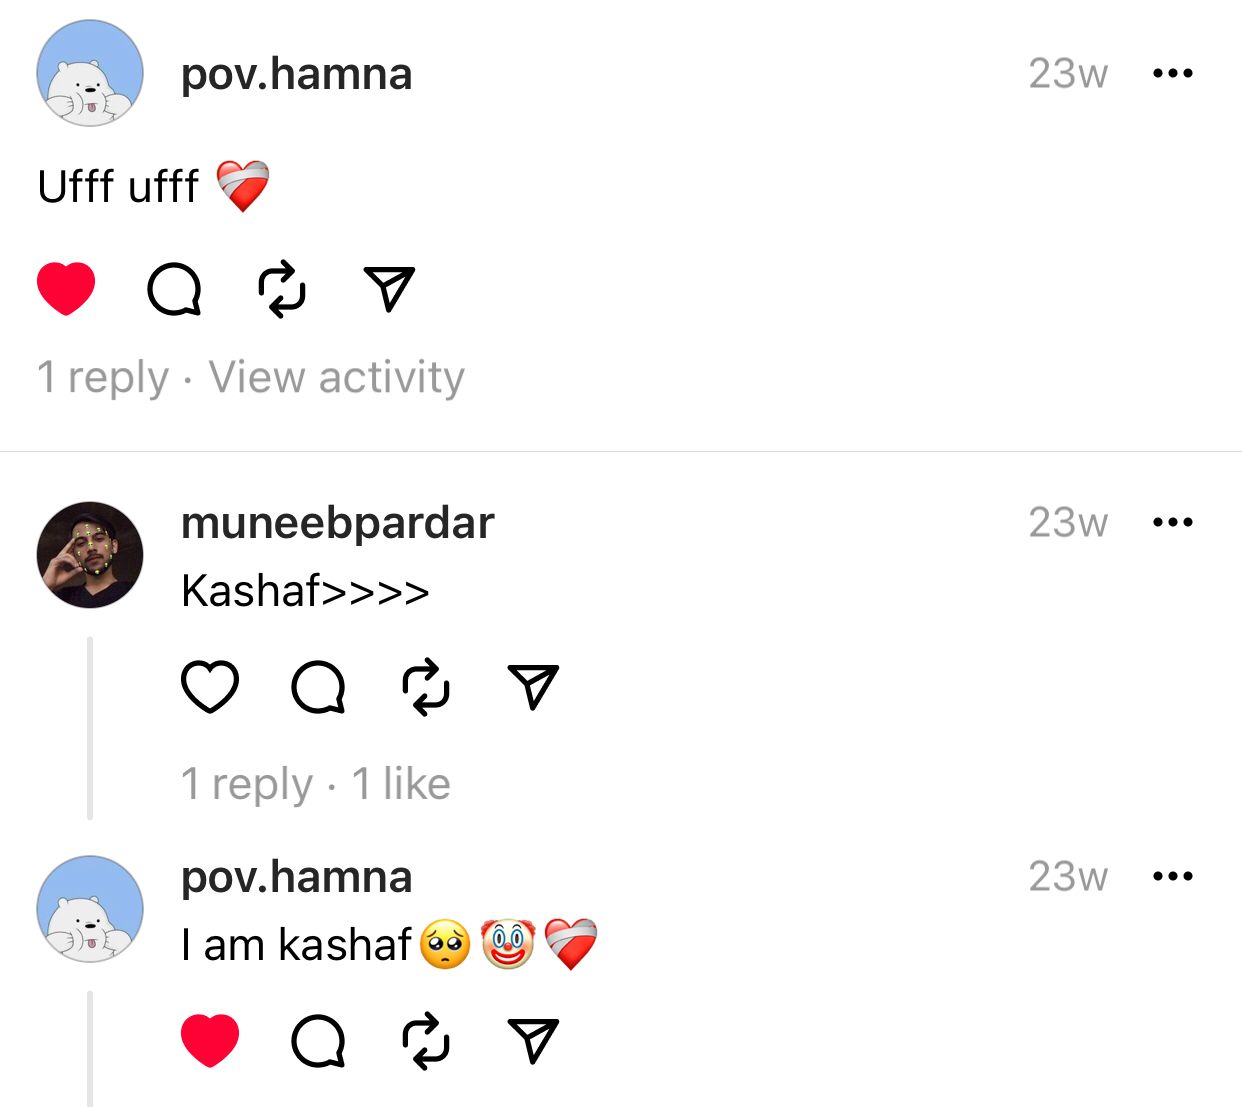 pov.hamna 23w
Ufff ufff ❤️‍🩹
1 reply · View activity
muneebpardar 23w
Kashaf>>>>
1 reply · 1 like
pov.hamna 23w
I am kashaf🥺🤡❤️‍🩹